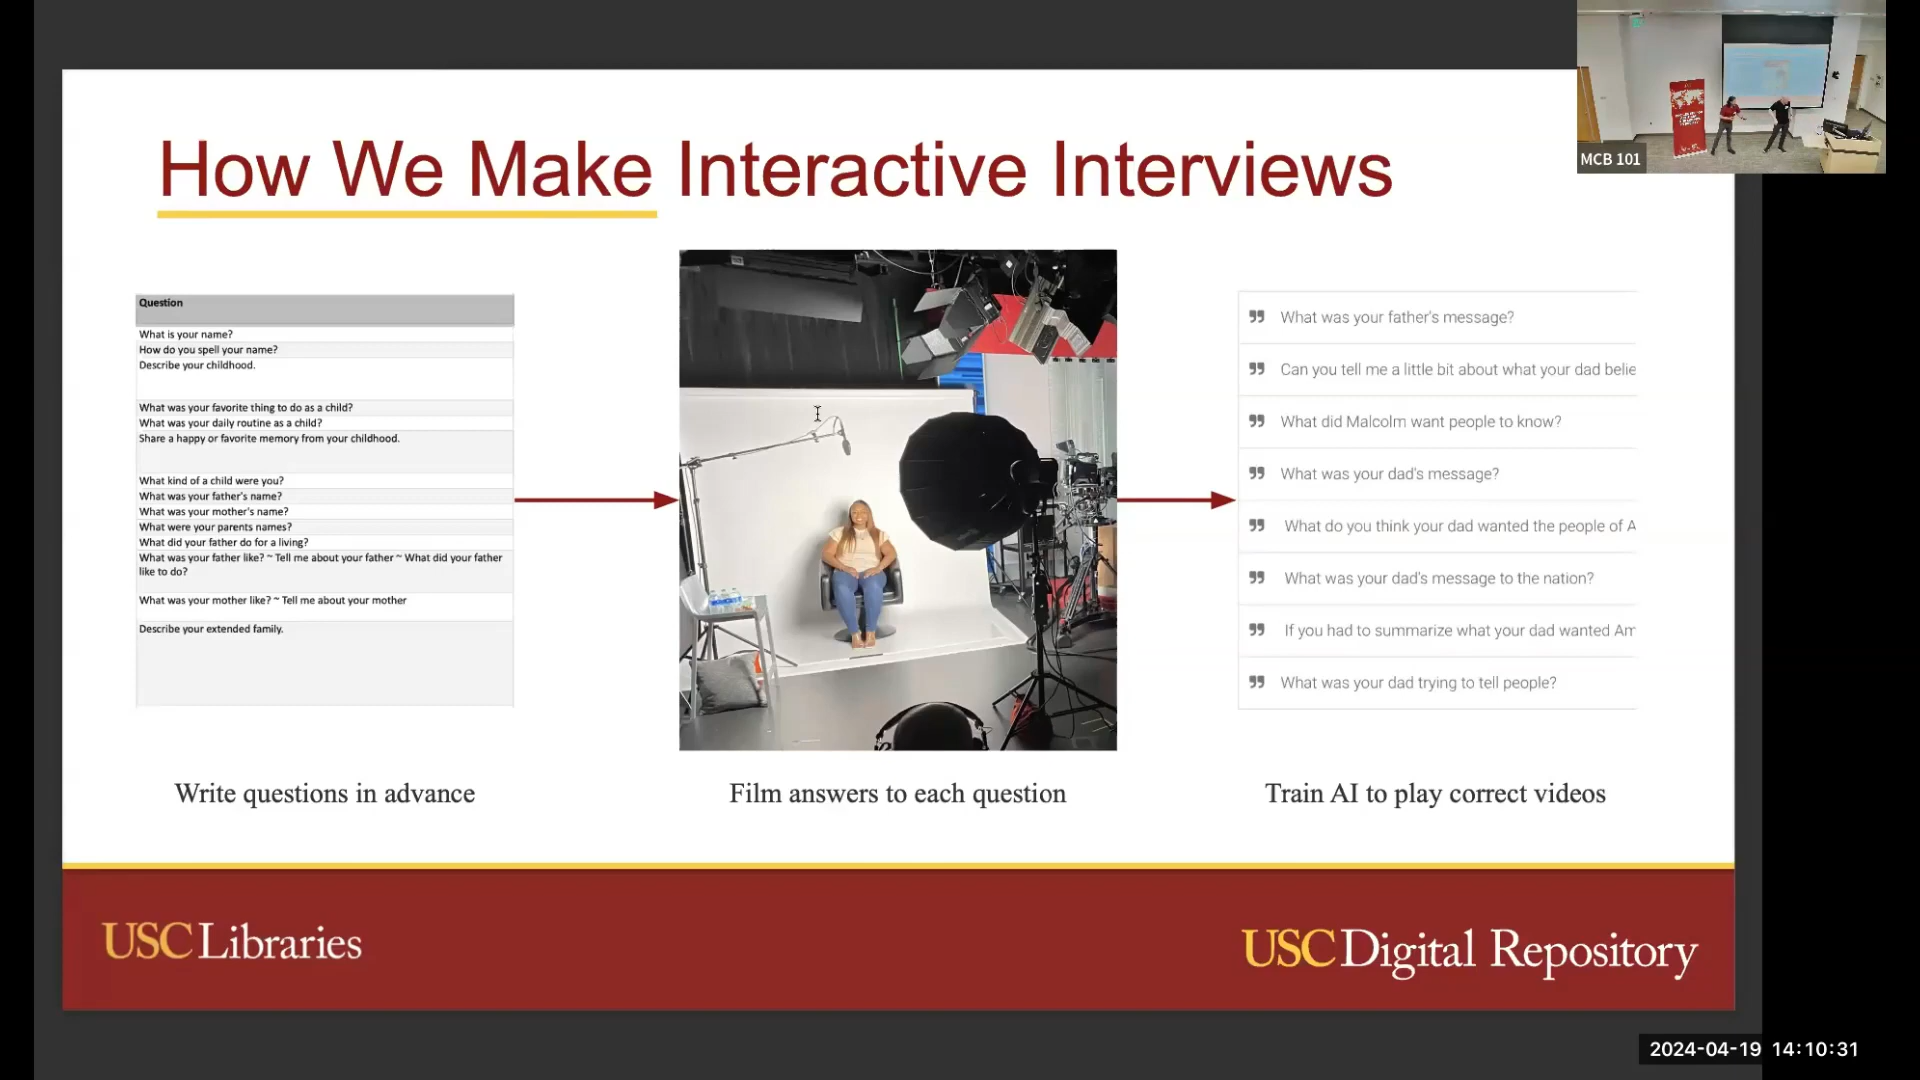 How We Make Interactive Interviews
MCB 101
Question
What is your name?
How do you spell your name?
Describe your childhood.
What was your favorite thing to do as a child?
What was your daily routine as a child?
Share a happy or favorite memory from your childhood.
What kind of a child were you?
What was your father's name?
What was your mother's name?
What were your parents names?
What did your father do for a living?
What was your father like? ~ Tell me about your father ~ What did your father
like to do?
What was your mother like? ~ Tell me about your mother
Describe your extended family.
What was your father's message?
Can you tell me a little bit about what your dad belie
What did Malcolm want people to know?
What was your dad's message?
What do you think your dad wanted the people of A
What was your dad's message to the nation?
If you had to summarize what your dad wanted Am
What was your dad trying to tell people?
Write questions in advance
Film answers to each question
Train AI to play correct videos
USC Libraries
USC Digital Repository
2024-04-19 14:10:31